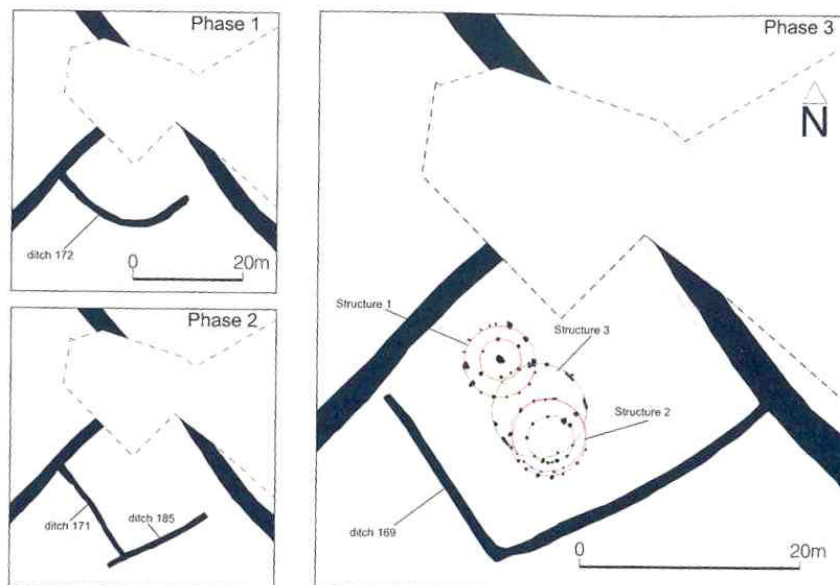 Phase 1
ditch 172
0 20m
Phase 2
ditch 171
ditch 185
Phase 3
N
Structure 1
Structure 3
Structure 2
ditch 169
0 20m